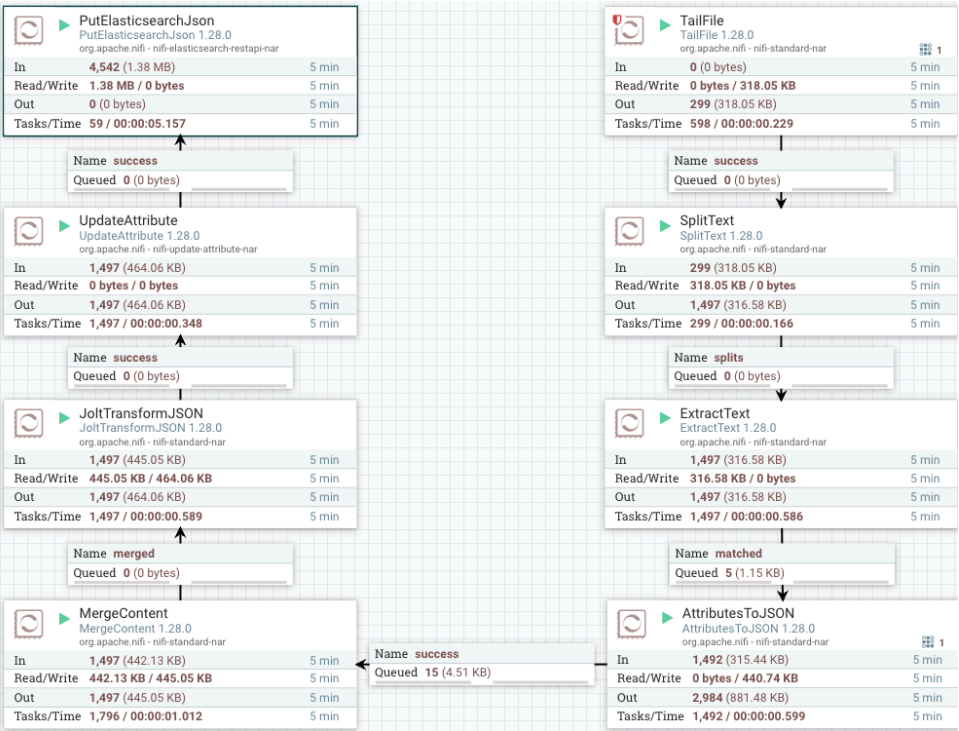 PutElasticsearchJson
PutElasticsearchJson 1.28.0
org.apache.nifi - nifi-elasticsearch-restapi-nar
In 4,542 (1.38 MB) 5 min
Read/Write 1.38 MB / 0 bytes 5 min
Out 0 (0 bytes) 5 min
Tasks/Time 59 / 00:00:05.157 5 min
Name success
Queued 0 (0 bytes)
UpdateAttribute
UpdateAttribute 1.28.0
org.apache.nifi - nifi-update-attribute-nar
In 1,497 (464.06 KB) 5 min
Read/Write 0 bytes / 0 bytes 5 min
Out 1,497 (464.06 KB) 5 min
Tasks/Time 1,497 / 00:00:00.348 5 min
Name success
Queued 0 (0 bytes)
JoltTransformJSON
JoltTransformJSON 1.28.0
org.apache.nifi - nifi-standard-nar
In 1,497 (445.05 KB) 5 min
Read/Write 445.05 KB / 464.06 KB 5 min
Out 1,497 (464.06 KB) 5 min
Tasks/Time 1,497 / 00:00:00.589 5 min
Name merged
Queued 0 (0 bytes)
MergeContent
MergeContent 1.28.0
org.apache.nifi - nifi-standard-nar
In 1,497 (442.13 KB) 5 min
Read/Write 442.13 KB / 445.05 KB 5 min
Out 1,497 (445.05 KB) 5 min
Tasks/Time 1,796 / 00:00:01.012 5 min
Name success
Queued 15 (4.51 KB)
TailFile
TailFile 1.28.0
org.apache.nifi - nifi-standard-nar
1
In 0 (0 bytes) 5 min
Read/Write 0 bytes / 318.05 KB 5 min
Out 299 (318.05 KB) 5 min
Tasks/Time 598 / 00:00:00.229 5 min
Name success
Queued 0 (0 bytes)
SplitText
SplitText 1.28.0
org.apache.nifi - nifi-standard-nar
In 299 (318.05 KB) 5 min
Read/Write 318.05 KB / 0 bytes 5 min
Out 1,497 (316.58 KB) 5 min
Tasks/Time 299 / 00:00:00.166 5 min
Name splits
Queued 0 (0 bytes)
ExtractText
ExtractText 1.28.0
org.apache.nifi - nifi-standard-nar
In 1,497 (316.58 KB) 5 min
Read/Write 316.58 KB / 0 bytes 5 min
Out 1,497 (316.58 KB) 5 min
Tasks/Time 1,497 / 00:00:00.586 5 min
Name matched
Queued 5 (1.15 KB)
AttributesToJSON
AttributesToJSON 1.28.0
org.apache.nifi - nifi-standard-nar
1
In 1,492 (315.44 KB) 5 min
Read/Write 0 bytes / 440.74 KB 5 min
Out 2,984 (881.48 KB) 5 min
Tasks/Time 1,492 / 00:00:00.599 5 min